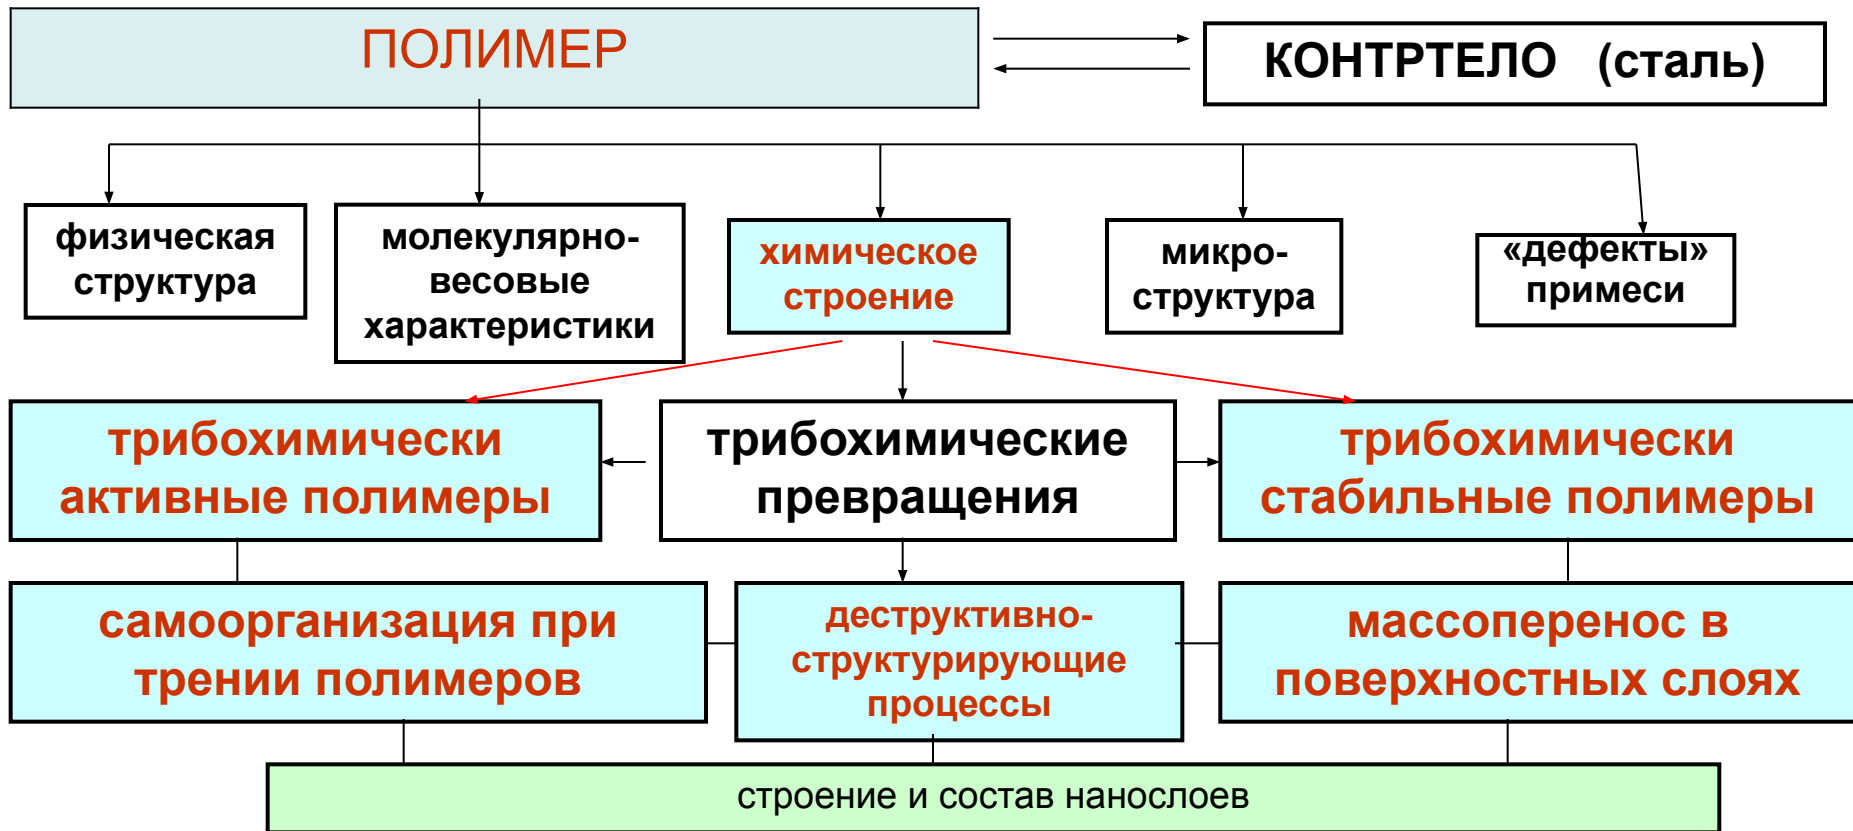 ПОЛИМЕР
КОНТРТЕЛО (сталь)
физическая
структура
молекулярно-
весовые
характеристики
химическое
строение
микро-
структура
«дефекты»
примеси
трибохимически
активные полимеры
трибохимические
превращения
трибохимически
стабильные полимеры
самоорганизация при
трении полимеров
деструктивно-
структурирующие
процессы
массоперенос в
поверхностных слоях
строение и состав нанослоев